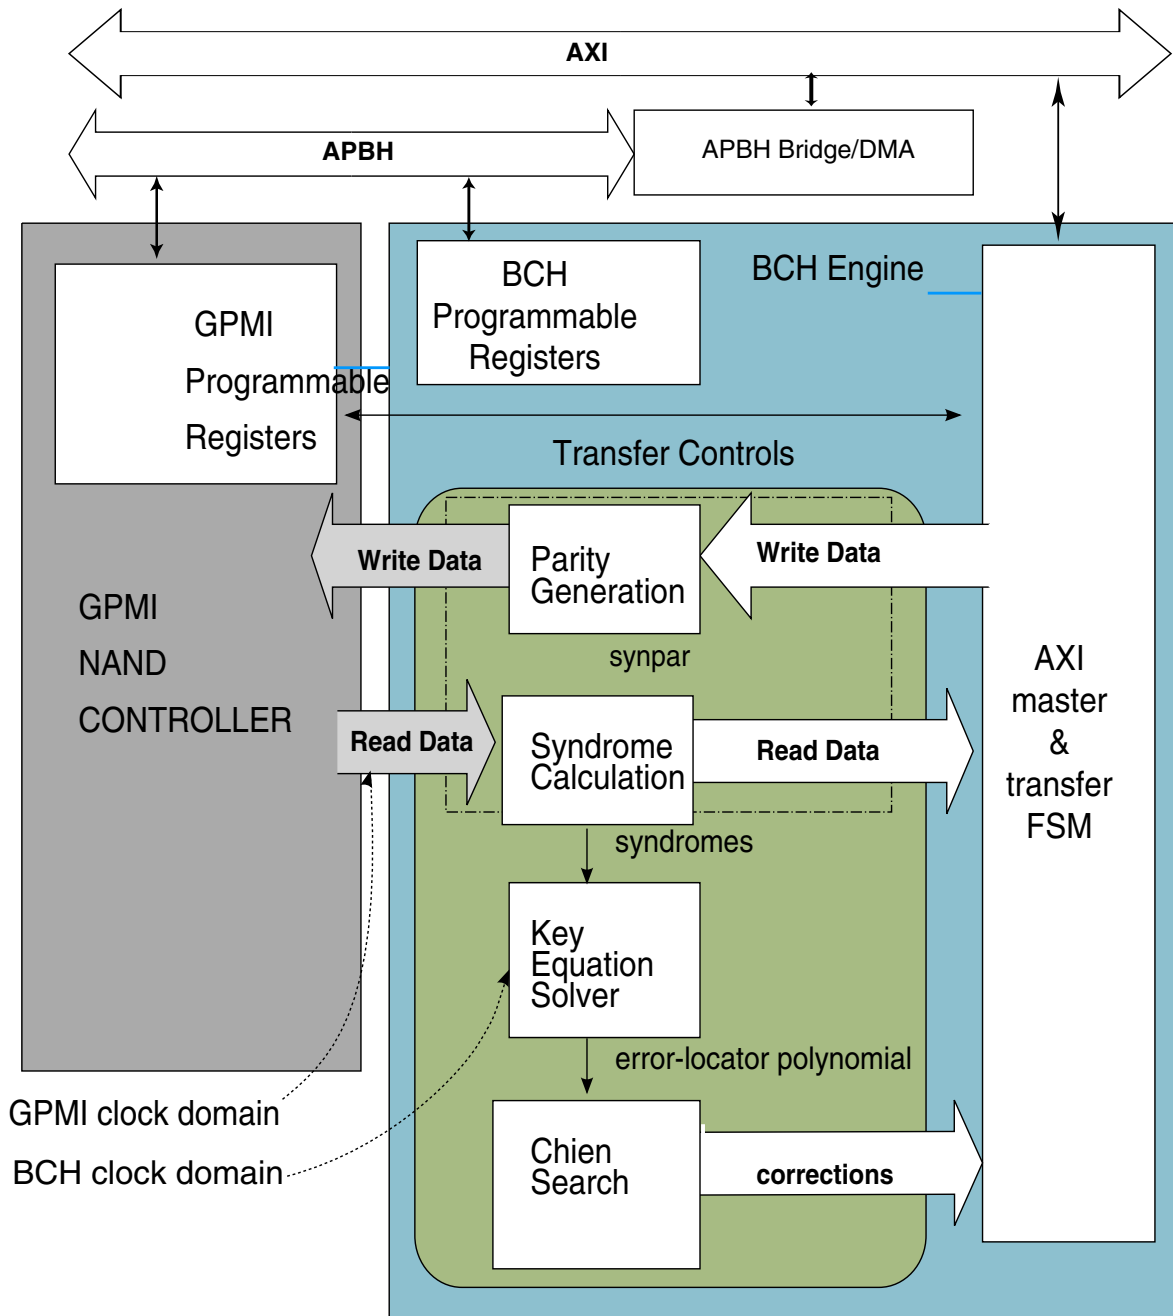 AXI
APBH
APBH Bridge/DMA
BCH Engine
BCH
Programmable
Registers
GPMI
Programmable
Registers
Transfer Controls
Write Data
Parity
Generation
Write Data
synpar
GPMI
NAND
CONTROLLER
Read Data
Syndrome
Calculation
Read Data
AXI
master
&
transfer
FSM
syndromes
Key
Equation
Solver
error-locator polynomial
GPMI clock domain
BCH clock domain
Chien
Search
corrections